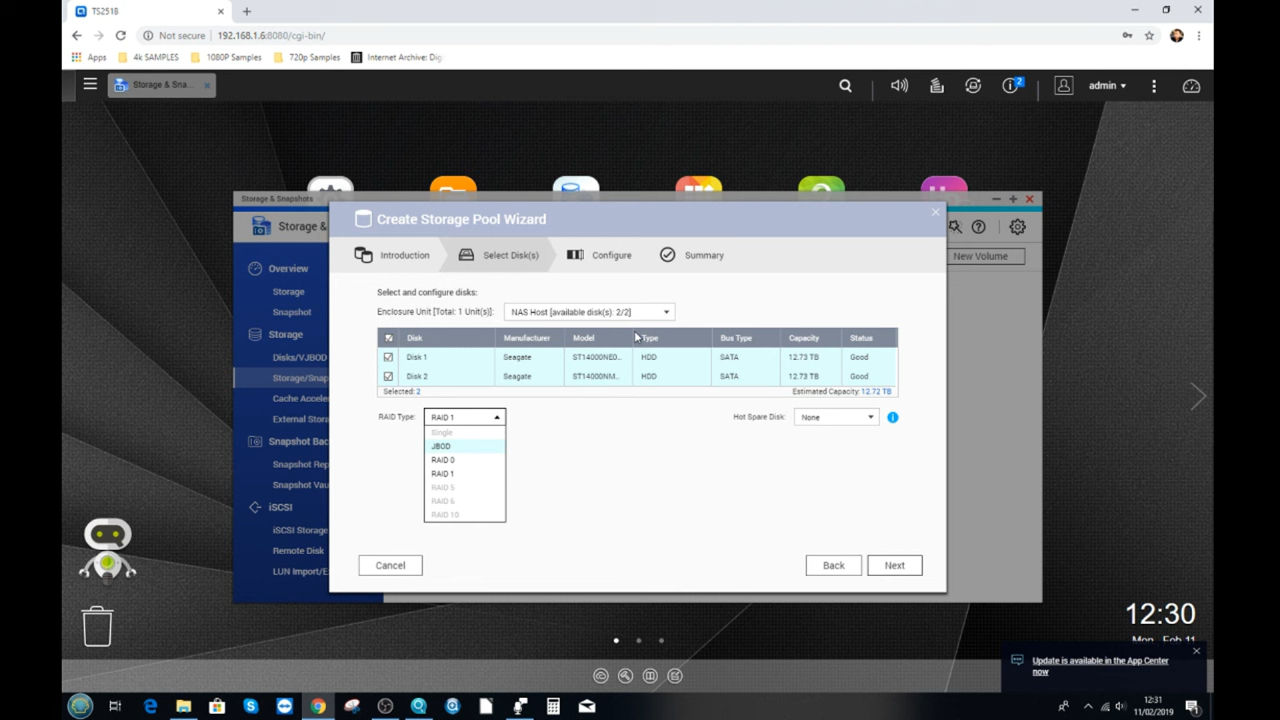 TS251B
Not secure 192.168.1.6:8080/cgi-bin/
Apps 4k SAMPLES 1080P Samples 720p Samples Internet Archive: Dig
Storage & Sna... 2 admin
Storage & Snapshots
Storage &
Create Storage Pool Wizard
Introduction Select Disk(s) Configure Summary
New Volume
Overview
Storage
Snapshot
Storage
Disks/VJBOD
Storage/Snap
Cache Acceler
External Stora
Snapshot Bac
Snapshot Rep
Snapshot Vau
iSCSI
iSCSI Storage
Remote Disk
LUN Import/E
Select and configure disks:
Enclosure Unit [Total: 1 Unit(s)]: NAS Host [available disk(s): 2/2]
Disk Manufacturer Model Type Bus Type Capacity Status
Disk 1 Seagate ST14000NE0... HDD SATA 12.73 TB Good
Disk 2 Seagate ST14000NM... HDD SATA 12.73 TB Good
Selected: 2 Estimated Capacity: 12.72 TB
RAID Type: RAID 1 Hot Spare Disk: None
Single
JBOD
RAID 0
RAID 1
RAID 5
RAID 6
RAID 10
Cancel Back Next
12:30
Mon., Feb 11
Update is available in the App Center
now
12:31
11/02/2019
1